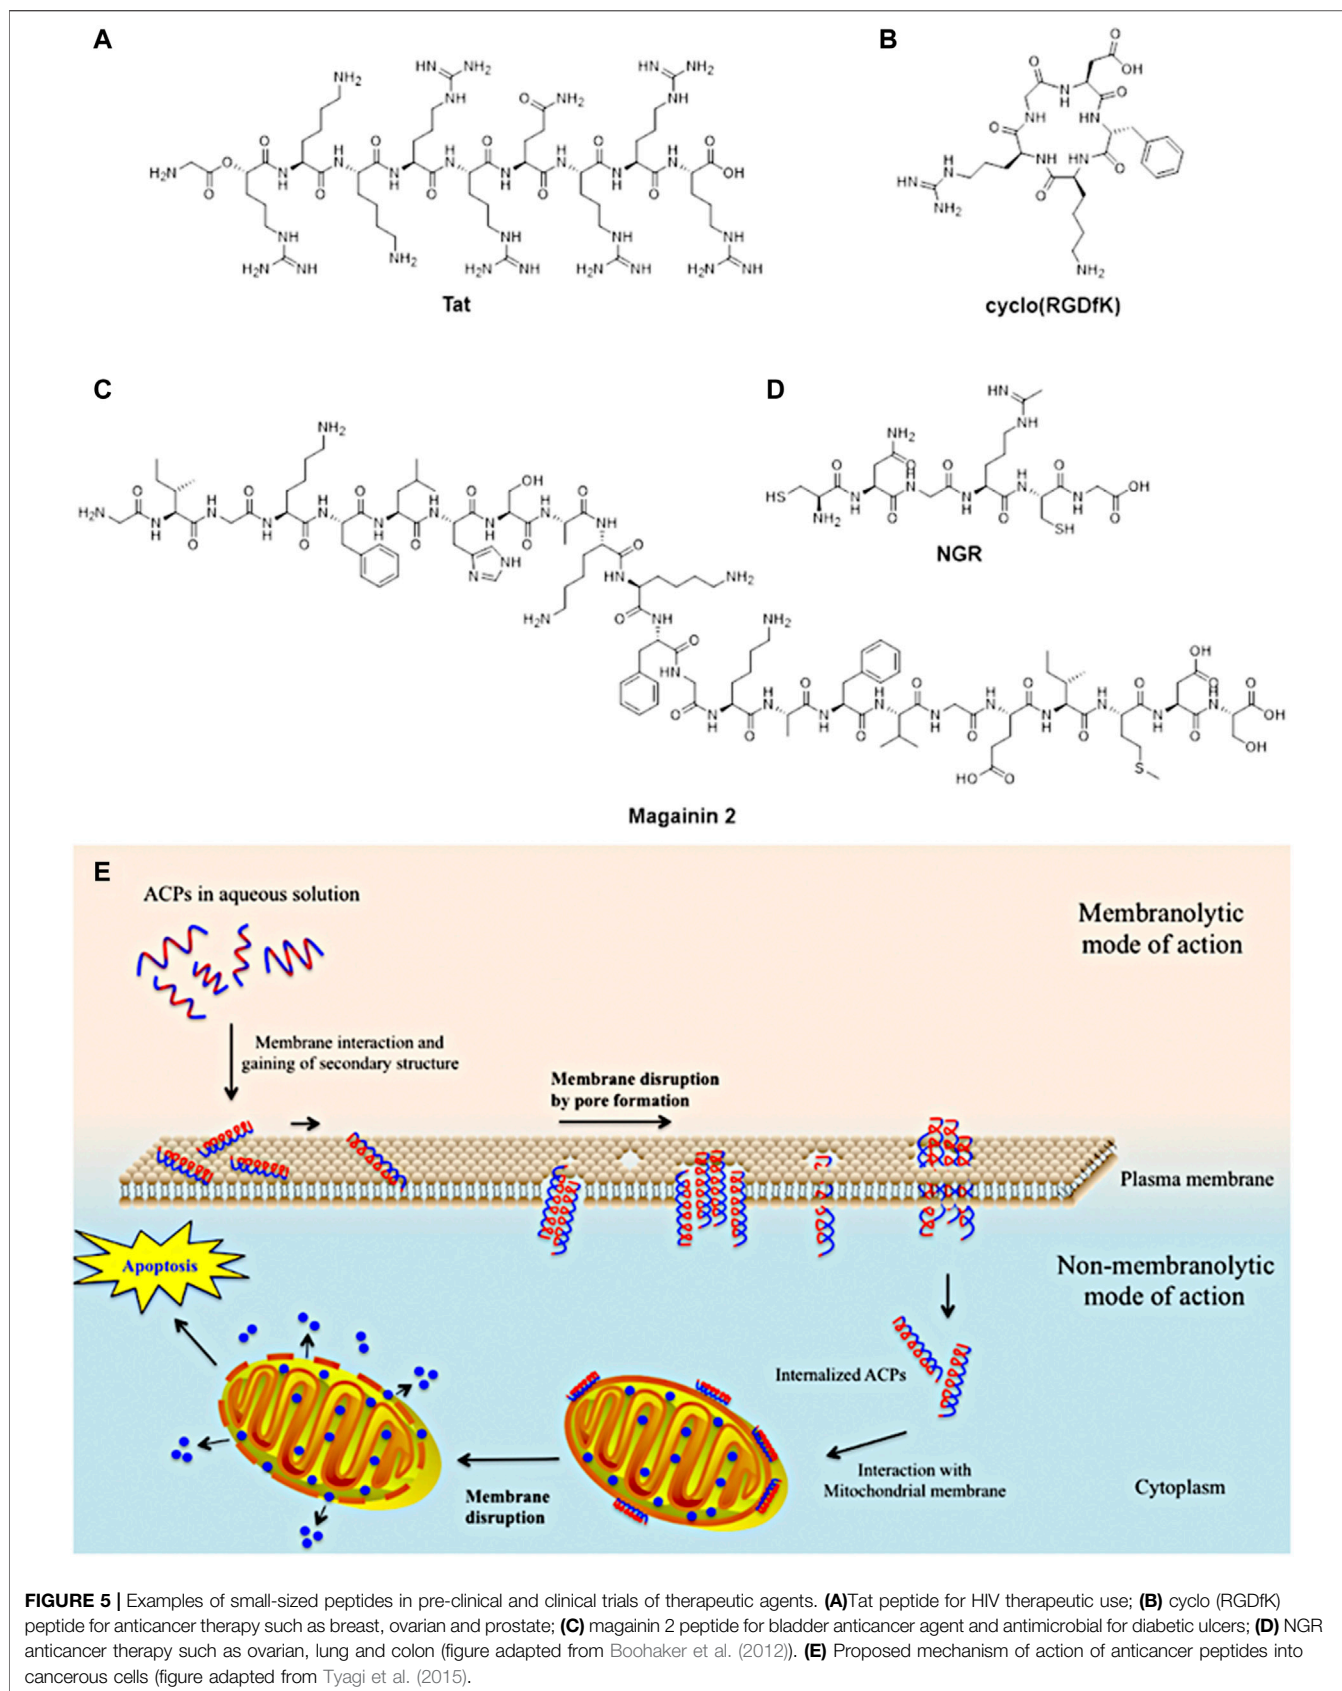 A
B
Tat
cyclo(RGDfK)
C
D
NGR
Magainin 2
E
ACPs in aqueous solution
Membranolytic
mode of action
Membrane interaction and
gaining of secondary structure
Membrane disruption
by pore formation
Plasma membrane
Apoptosis
Non-membranolytic
mode of action
Internalized ACPs
Interaction with
Mitochondrial membrane
Cytoplasm
Membrane
disruption
FIGURE 5 | Examples of small-sized peptides in pre-clinical and clinical trials of therapeutic agents. (A)Tat peptide for HIV therapeutic use; (B) cyclo (RGDfK)
peptide for anticancer therapy such as breast, ovarian and prostate; (C) magainin 2 peptide for bladder anticancer agent and antimicrobial for diabetic ulcers; (D) NGR
anticancer therapy such as ovarian, lung and colon (figure adapted from Boohaker et al. (2012)). (E) Proposed mechanism of action of anticancer peptides into
cancerous cells (figure adapted from Tyagi et al. (2015).